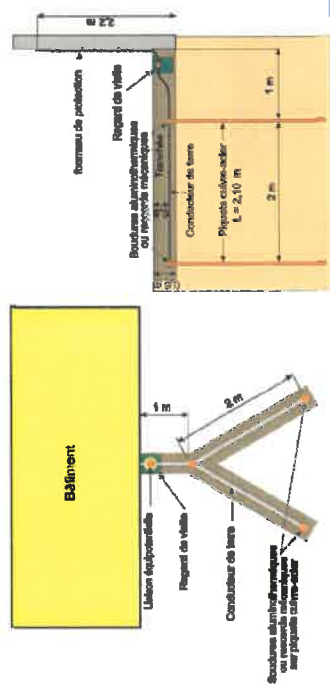 2,2 m
fourreau de protection
Regard de visite
Soudures aluminothermiques
ou raccords mécaniques
Tranchée
Conducteur de terre
Piquets cuivre-acier
L = 2,10 m
1 m
2 m
Bâtiment
1 m
2 m
Liaison équipotentielle
Regard de visite
Conducteur de terre
Soudures aluminothermiques
ou raccords mécaniques
sur piquets cuivre-acier